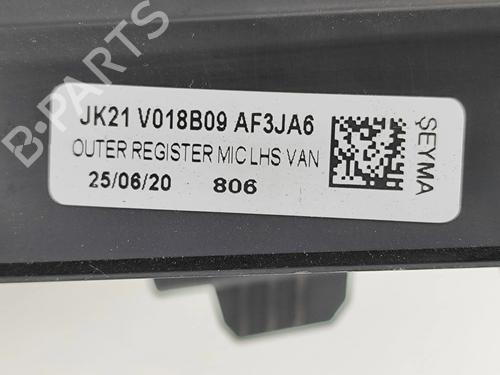 JK21 V018B09 AF3JA6
OUTER REGISTER MIC LHS VAN
25/06/20 806
ŞEYMA
B-PARTS